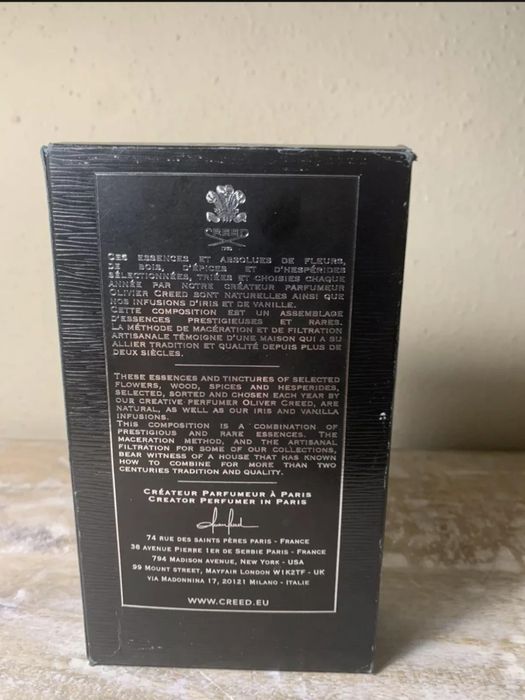 CREED
CES ESSENCES ET ABSOLUES DE FLEURS,
DE BOIS, D'ÉPICES ET D'HESPÉRIDES
SÉLECTIONNÉES, TRIÉES ET CHOISIES CHAQUE
ANNÉE PAR NOTRE CRÉATEUR PARFUMEUR
OLIVIER CREED SONT NATURELLES AINSI QUE
NOS INFUSIONS D'IRIS ET DE VANILLE.
CETTE COMPOSITION EST UN ASSEMBLAGE
D'ESSENCES PRESTIGIEUSES ET RARES.
LA MÉTHODE DE MACÉRATION ET DE FILTRATION
ARTISANALE TÉMOIGNE D'UNE MAISON QUI A SU
ALLIER TRADITION ET QUALITÉ DEPUIS PLUS DE
DEUX SIÈCLES.
THESE ESSENCES AND TINCTURES OF SELECTED
FLOWERS, WOOD, SPICES AND HESPERIDES,
SELECTED, SORTED AND CHOSEN EACH YEAR BY
OUR CREATIVE PERFUMER OLIVER CREED, ARE
NATURAL, AS WELL AS OUR IRIS AND VANILLA
INFUSIONS.
THIS COMPOSITION IS A COMBINATION OF
PRESTIGIOUS AND RARE ESSENCES. THE
MACERATION METHOD, AND THE ARTISANAL
FILTRATION FOR SOME OF OUR COLLECTIONS,
BEAR WITNESS OF A HOUSE THAT HAS KNOWN
HOW TO COMBINE FOR MORE THAN TWO
CENTURIES TRADITION AND QUALITY.
CRÉATEUR PARFUMEUR À PARIS
CREATOR PERFUMER IN PARIS
74 RUE DES SAINTS PÈRES PARIS - FRANCE
38 AVENUE PIERRE 1ER DE SERBIE PARIS - FRANCE
794 MADISON AVENUE, NEW YORK - USA
99 MOUNT STREET, MAYFAIR LONDON W1K2TF - UK
VIA MADONNINA 17, 20121 MILANO - ITALIE
WWW.CREED.EU